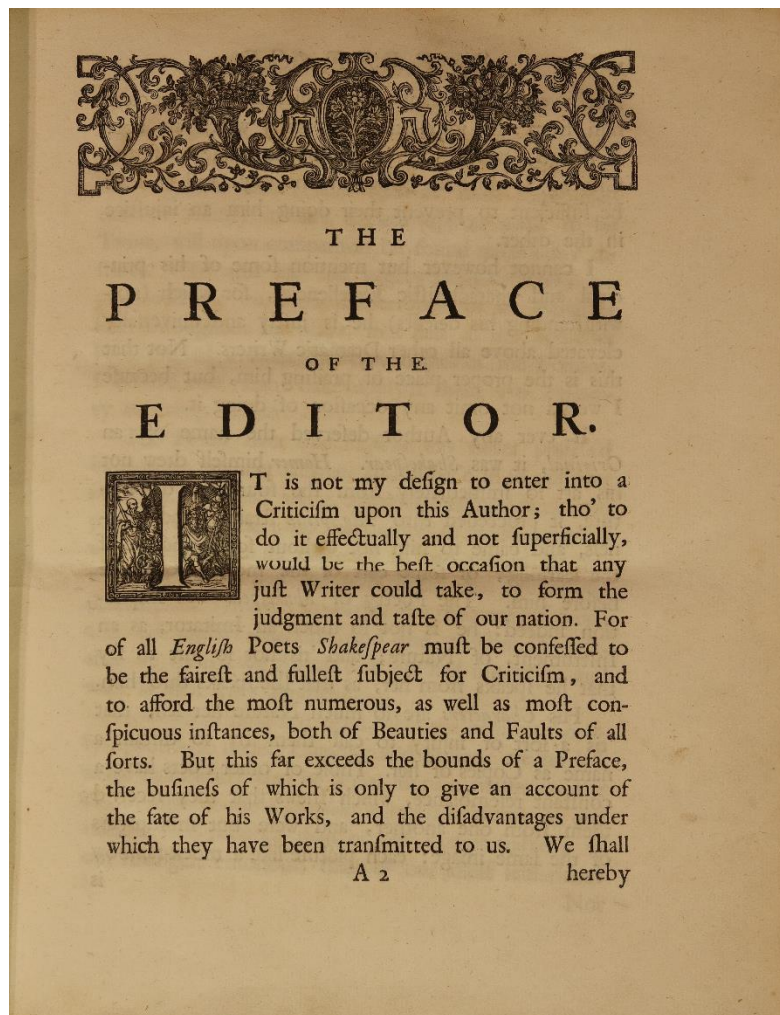 THE
PREFACE
OF THE
EDITOR.
IT is not my deſign to enter into a
Criticiſm upon this Author; tho' to
do it effectually and not ſuperficially,
would be the beſt occaſion that any
juſt Writer could take, to form the
judgment and taſte of our nation. For
of all Engliſh Poets Shakeſpear muſt be confeſſed to
be the faireſt and fulleſt ſubject for Criticiſm, and
to afford the moſt numerous, as well as moſt con-
ſpicuous inſtances, both of Beauties and Faults of all
ſorts. But this far exceeds the bounds of a Preface,
the buſineſs of which is only to give an account of
the fate of his Works, and the diſadvantages under
which they have been tranſmitted to us. We ſhall
A 2 hereby